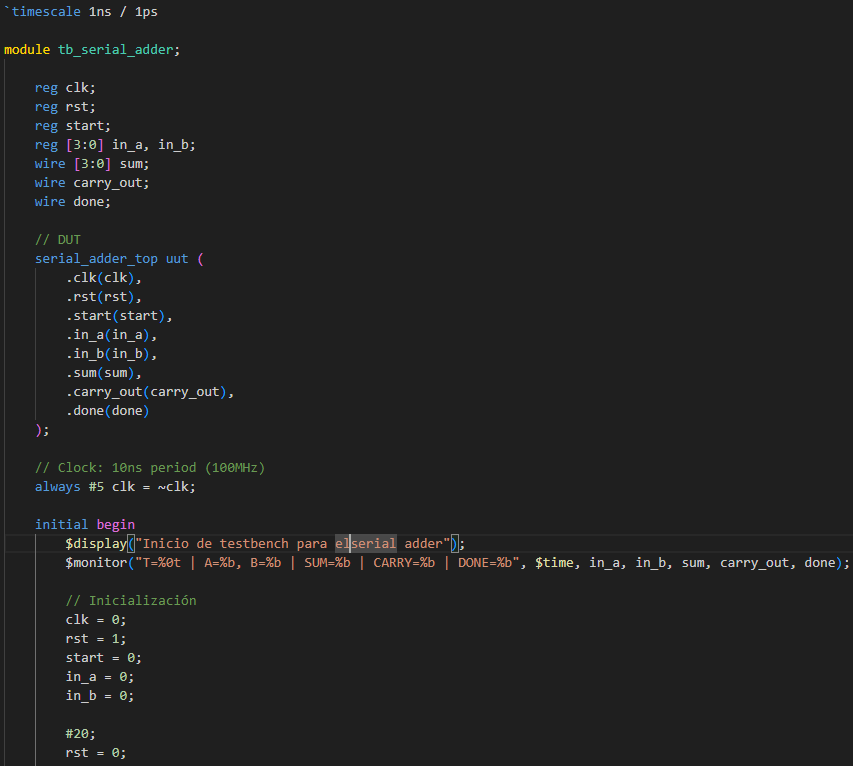 `timescale 1ns / 1ps
module tb_serial_adder;
reg clk;
reg rst;
reg start;
reg [3:0] in_a, in_b;
wire [3:0] sum;
wire carry_out;
wire done;
// DUT
serial_adder_top uut (
.clk(clk),
.rst(rst),
.start(start),
.in_a(in_a),
.in_b(in_b),
.sum(sum),
.carry_out(carry_out),
.done(done)
);
// Clock: 10ns period (100MHz)
always #5 clk = ~clk;
initial begin
$display("Inicio de testbench para elserial adder");
$monitor("T=%0t | A=%b, B=%b | SUM=%b | CARRY=%b | DONE=%b", $time, in_a, in_b, sum, carry_out, done);
// Inicialización
clk = 0;
rst = 1;
start = 0;
in_a = 0;
in_b = 0;
#20;
rst = 0;